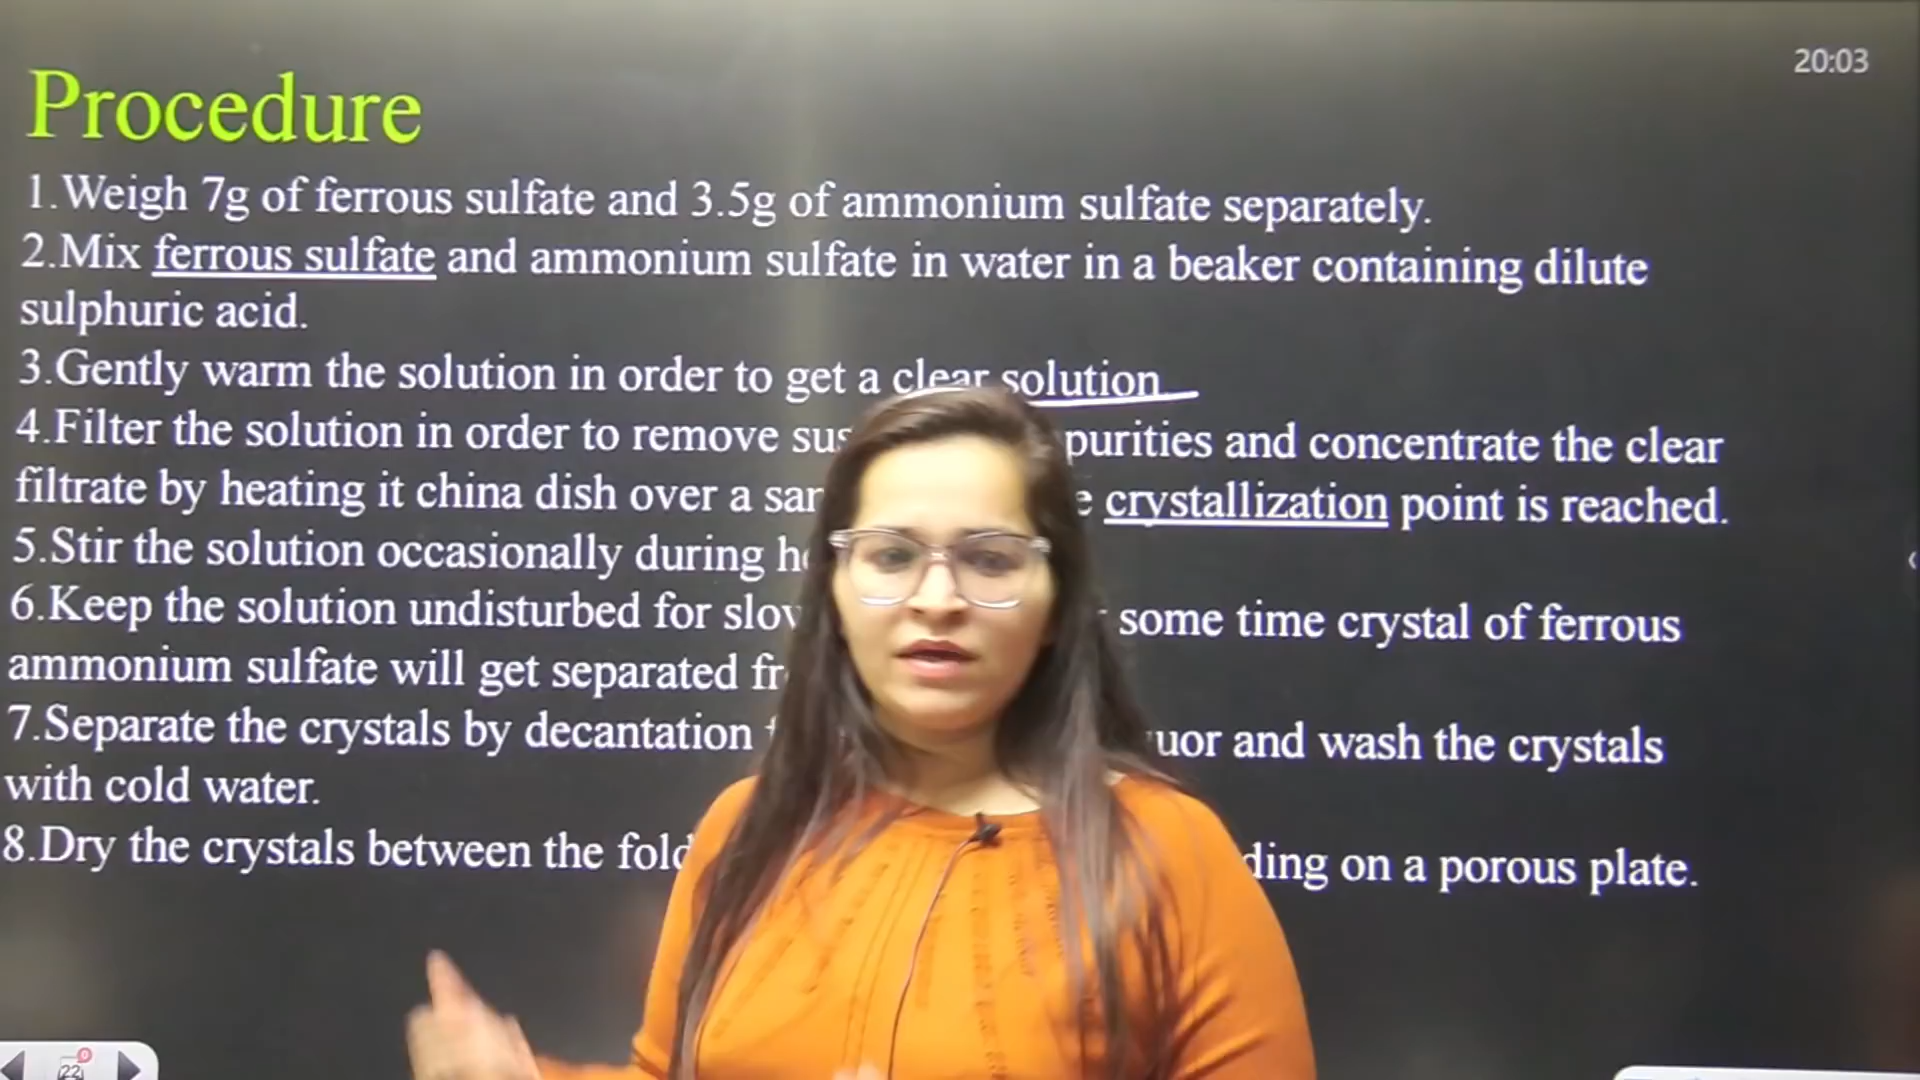 20:03
Procedure
1.Weigh 7g of ferrous sulfate and 3.5g of ammonium sulfate separately.
2.Mix ferrous sulfate and ammonium sulfate in water in a beaker containing dilute
sulphuric acid.
3.Gently warm the solution in order to get a clear solution
4.Filter the solution in order to remove and concentrate the clear
filtrate by heating it china dish over a crystallization point is reached.
5.Stir the solution occasionally during
6.Keep the solution undisturbed for some time crystal of ferrous
ammonium sulfate will get separated
7.Separate the crystals by decantation and wash the crystals
with cold water.
8.Dry the crystals between the on a porous plate.
22